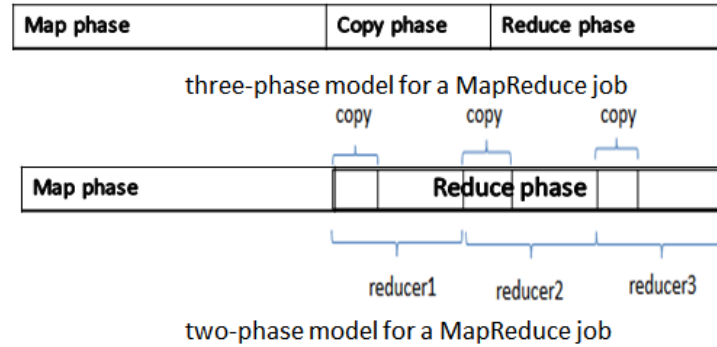 Map phase Copy phase Reduce phase
three-phase model for a MapReduce job
copy copy copy
Map phase Reduce phase
reducer1 reducer2 reducer3
two-phase model for a MapReduce job